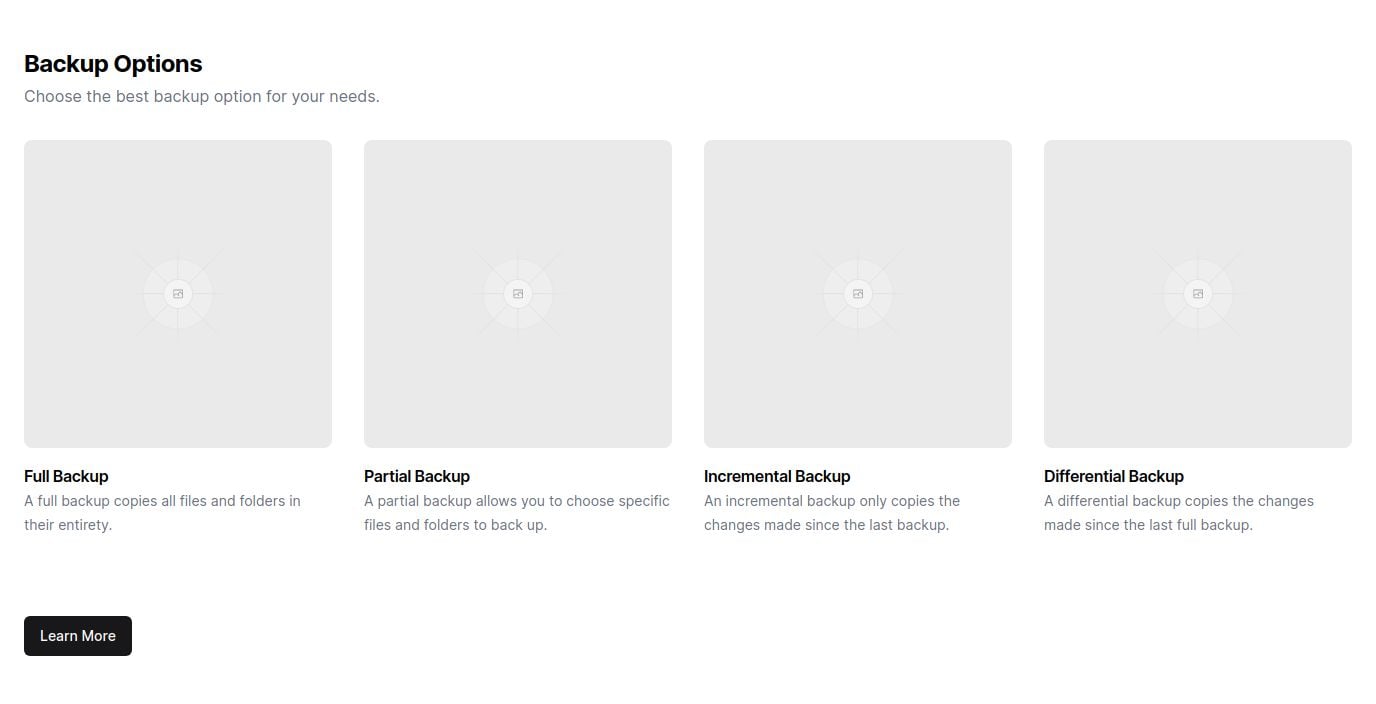 Backup Options
Choose the best backup option for your needs.
Full Backup
A full backup copies all files and folders in
their entirety.
Partial Backup
A partial backup allows you to choose specific
files and folders to back up.
Incremental Backup
An incremental backup only copies the
changes made since the last backup.
Differential Backup
A differential backup copies the changes
made since the last full backup.
Learn More